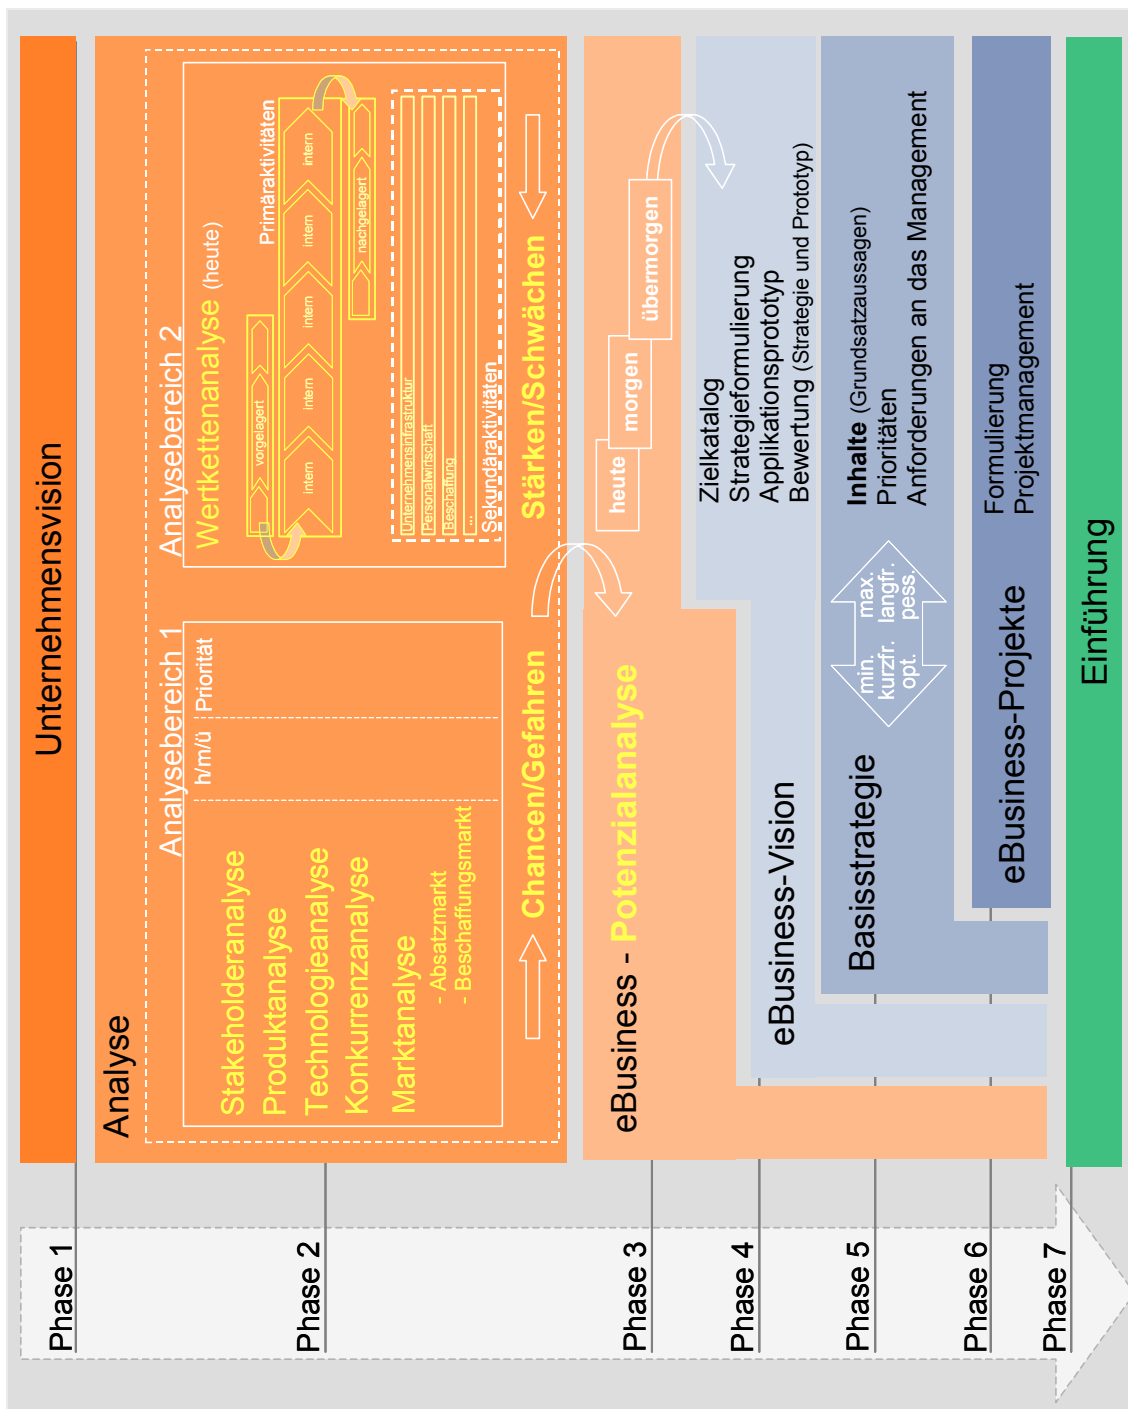 Unternehmensvision
Analyse
Analysebereich 1
h/m/ü
Priorität
Stakeholderanalyse
Produktanalyse
Technologieanalyse
Konkurrenzanalyse
Marktanalyse
- Absatzmarkt
- Beschaffungsmarkt
Analysebereich 2
Wertkettenanalyse (heute)
vorgelagert
Primäraktivitäten
intern
intern
intern
intern
intern
nachgelagert
Unternehmensinfrastruktur
Personalwirtschaft
Beschaffung
...
Sekundäraktivitäten
Chancen/Gefahren
Stärken/Schwächen
eBusiness - Potenzialanalyse
heute
morgen
übermorgen
eBusiness-Vision
Zielkatalog
Strategieformulierung
Applikationsprototyp
Bewertung (Strategie und Prototyp)
Basisstrategie
min.
kurzfr.
opt.
max.
langfr.
pess.
Inhalte (Grundsatzaussagen)
Prioritäten
Anforderungen an das Management
eBusiness-Projekte
Formulierung
Projektmanagement
Einführung
Phase 1
Phase 2
Phase 3
Phase 4
Phase 5
Phase 6
Phase 7